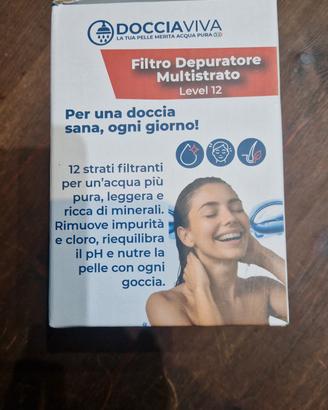 DOCCIAVIVA
LA TUA PELLE MERITA ACQUA PURA
Filtro Depuratore
Multistrato
Level 12
Per una doccia
sana, ogni giorno!
12 strati filtranti
per un'acqua più
pura, leggera e
ricca di minerali.
Rimuove impurità
e cloro, riequilibra
il pH e nutre la
pelle con ogni
goccia.